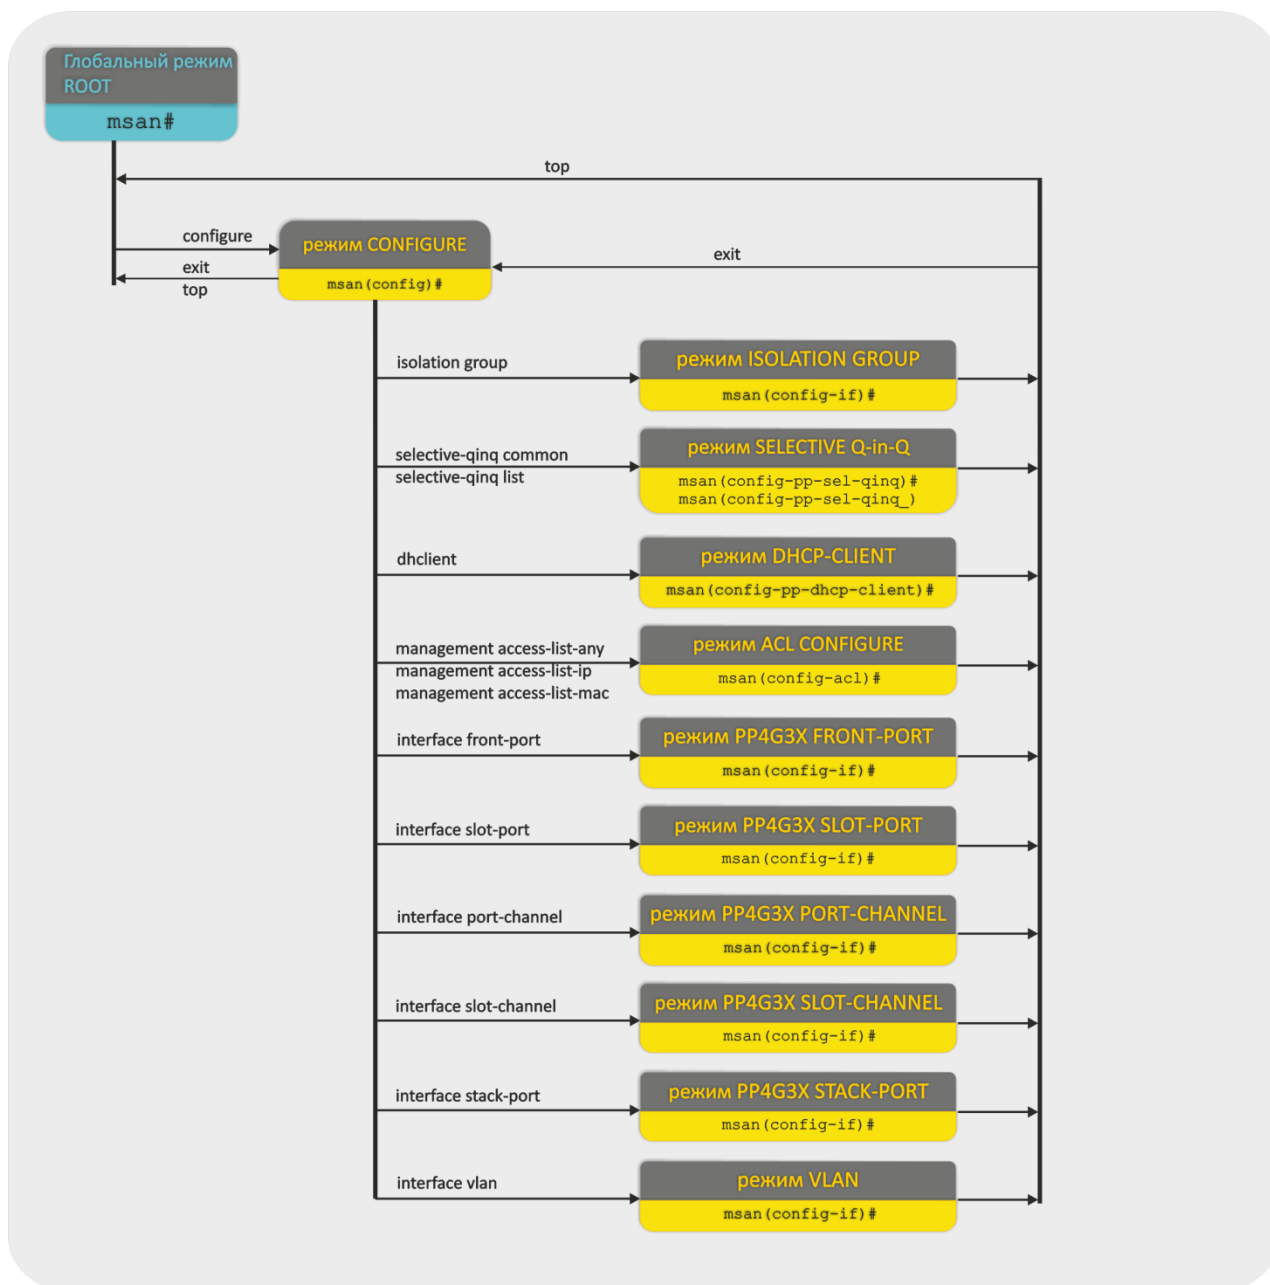 Глобальный режим
ROOT
msan#
top
configure
режим CONFIGURE
exit
exit
msan(config)#
top
isolation group
режим ISOLATION GROUP
msan(config-if)#
selective-qinq common
selective-qinq list
режим SELECTIVE Q-in-Q
msan(config-pp-sel-qinq)#
msan(config-pp-sel-qinq_)
dhclient
режим DHCP-CLIENT
msan(config-pp-dhcp-client)#
management access-list-any
management access-list-ip
management access-list-mac
режим ACL CONFIGURE
msan(config-acl)#
interface front-port
режим PP4G3X FRONT-PORT
msan(config-if)#
interface slot-port
режим PP4G3X SLOT-PORT
msan(config-if)#
interface port-channel
режим PP4G3X PORT-CHANNEL
msan(config-if)#
interface slot-channel
режим PP4G3X SLOT-CHANNEL
msan(config-if)#
interface stack-port
режим PP4G3X STACK-PORT
msan(config-if)#
interface vlan
режим VLAN
msan(config-if)#